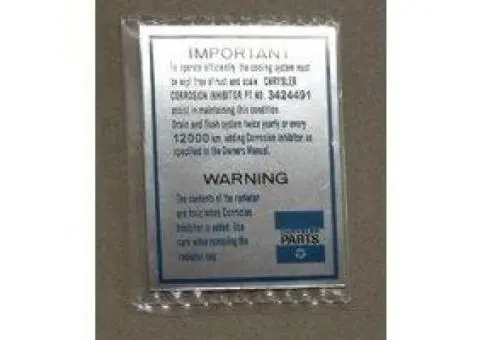 IMPORTANT
To operate efficiently the cooling system must
be kept free of rust and scale CHRYSLER
CORROSION INHIBITOR PT NO. 3424491
assist in maintaining this condition.
Drain and flush system twice yearly or every
12000 km, adding Corrosion Inhibitor as
specified in the Owners Manual.
WARNING
The contents of the radiator
are toxic when Corrosion
Inhibitor is added. Use
care when removing the
radiator cap.
CHRYSLER
PARTS